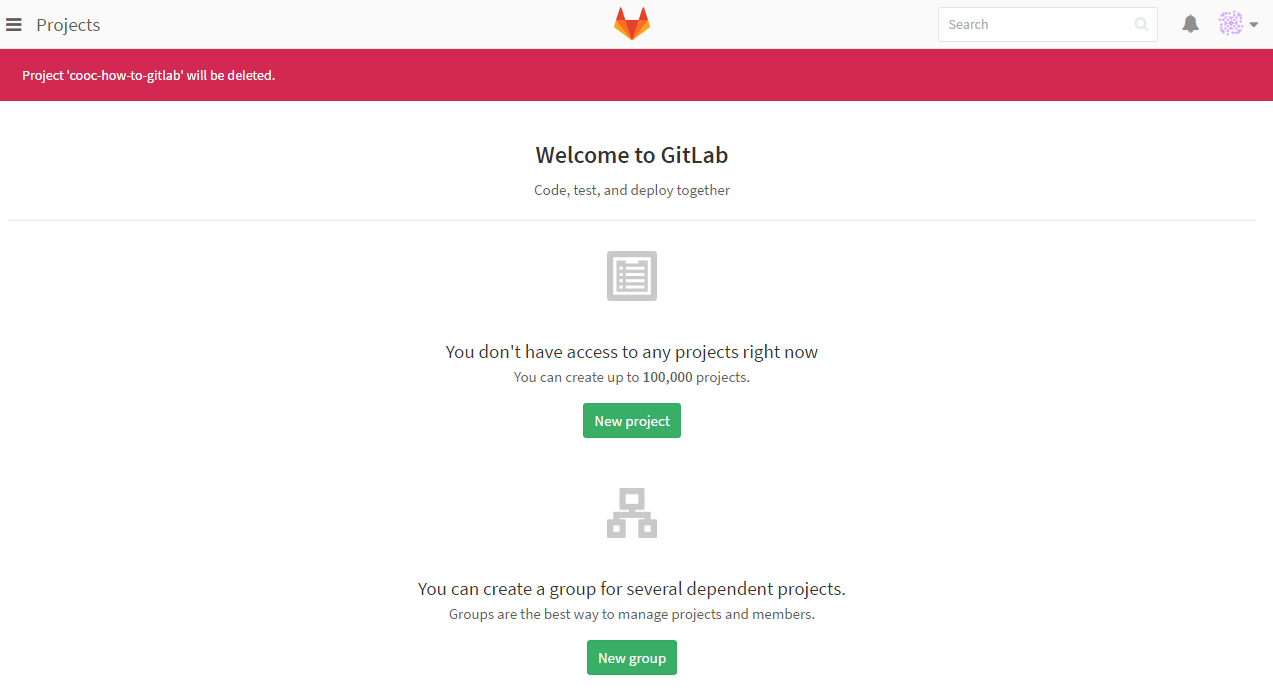 Projects
Search
Project 'cooc-how-to-gitlab' will be deleted.
Welcome to GitLab
Code, test, and deploy together
You don't have access to any projects right now
You can create up to 100,000 projects.
New project
You can create a group for several dependent projects.
Groups are the best way to manage projects and members.
New group